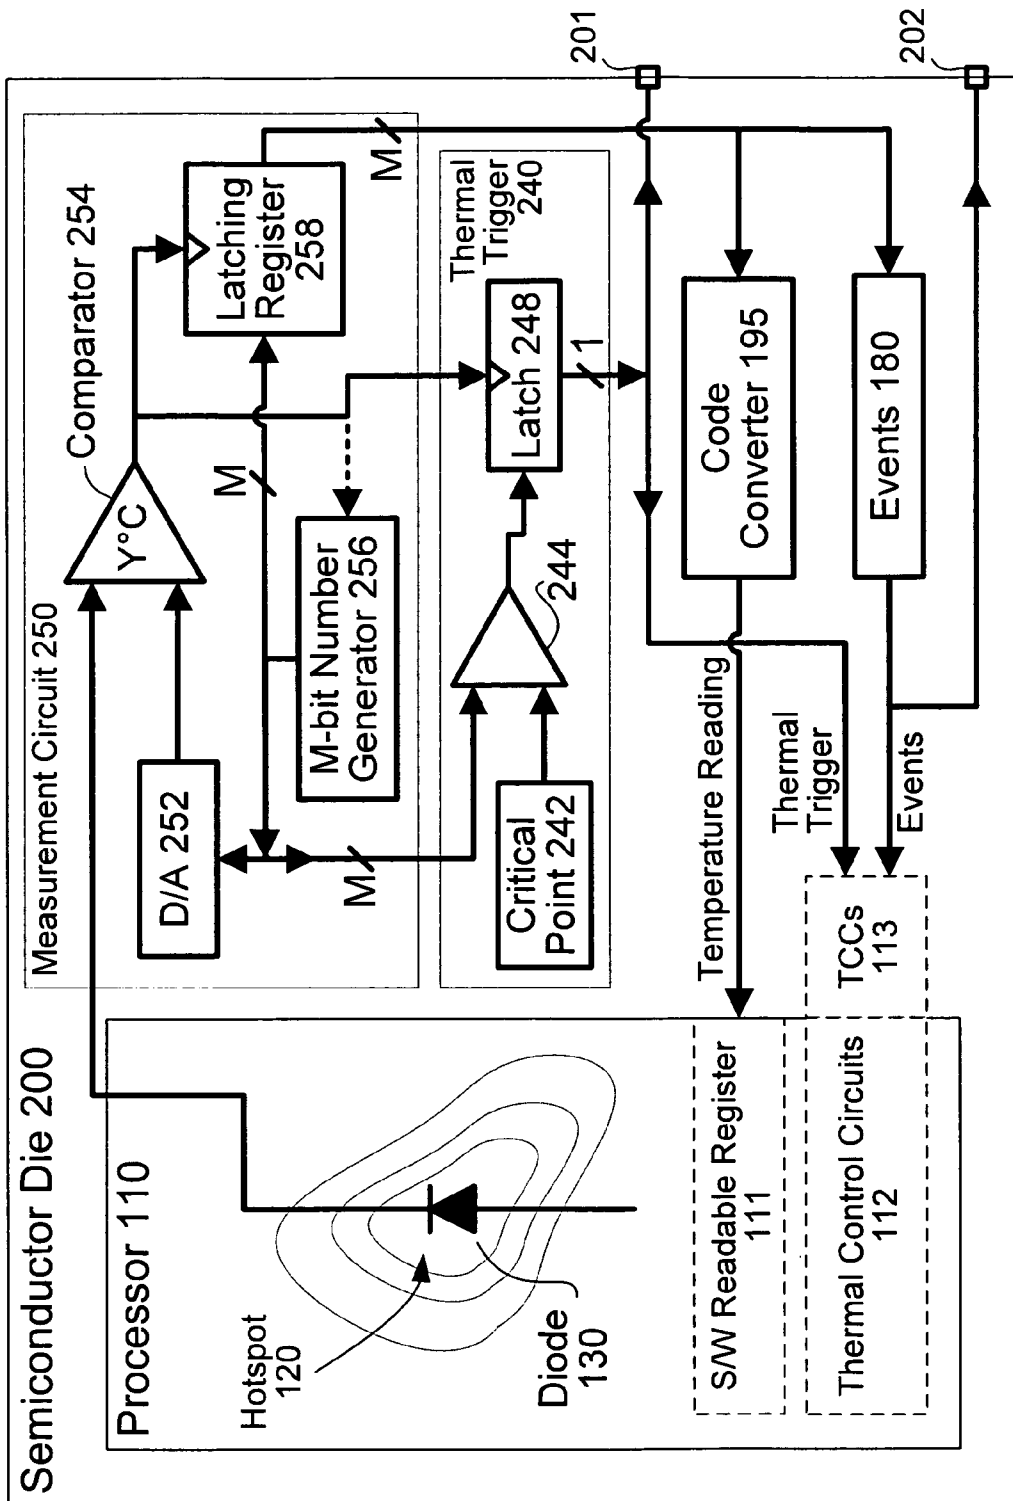 Semiconductor Die 200
Processor 110
Hotspot
120
Diode
130
S/W Readable Register
111
Thermal Control Circuits
112
TCCs
113
Measurement Circuit 250
D/A 252
Y°C
Comparator 254
M-bit Number
Generator 256
Latching
Register
258
M
M
M
Thermal
Trigger
240
Critical
Point 242
244
Latch 248
1
Temperature Reading
Thermal
Trigger
Events
Code
Converter 195
Events 180
201
202